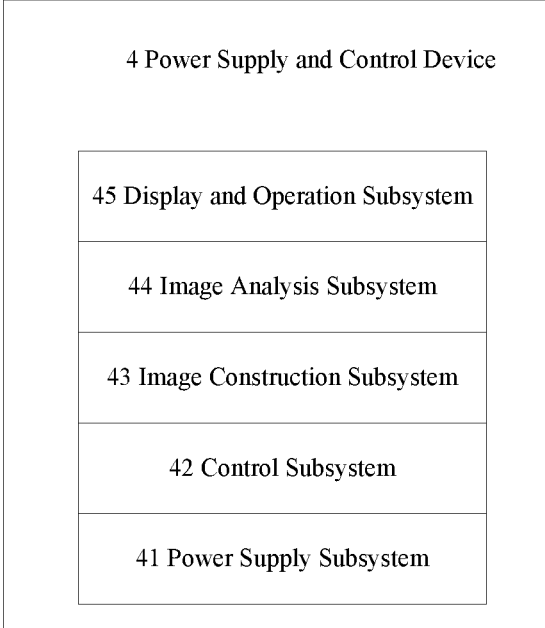 4 Power Supply and Control Device
45 Display and Operation Subsystem
44 Image Analysis Subsystem
43 Image Construction Subsystem
42 Control Subsystem
41 Power Supply Subsystem